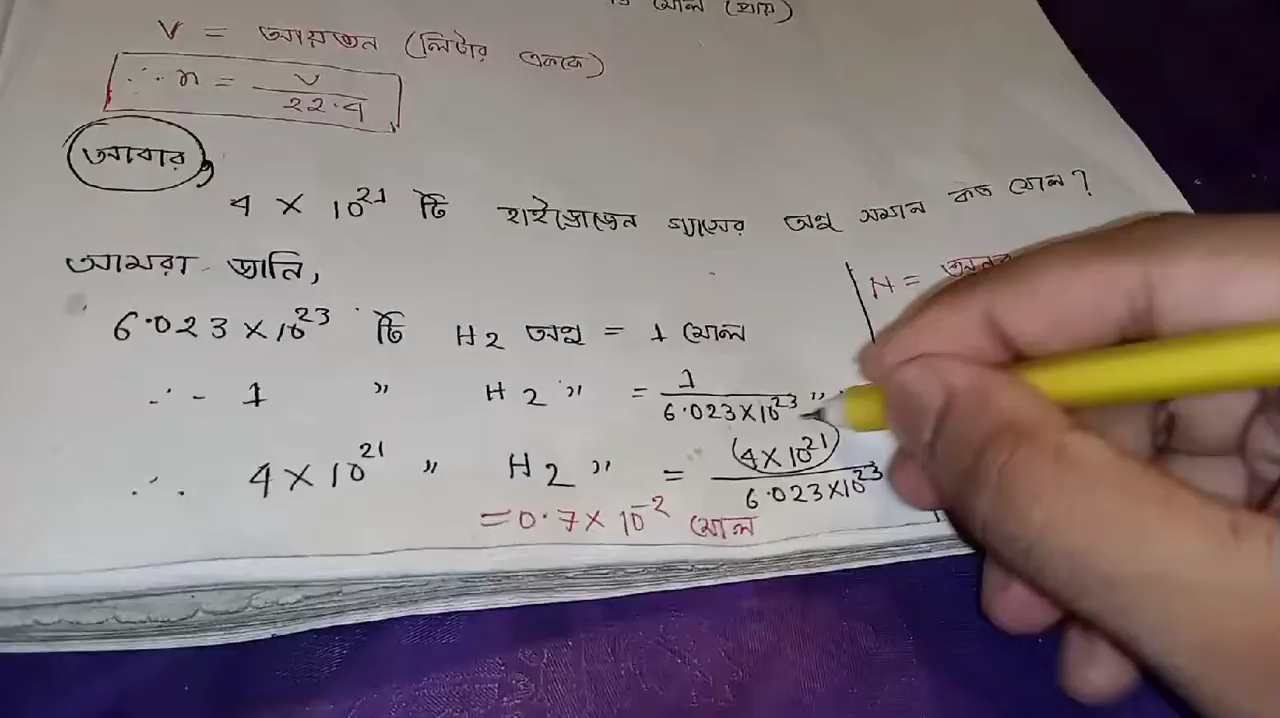 মোল (প্রায়)
V = আয়তন (লিটার এককে)
∴ n = V / 22.4
আবার,
4 × 10²¹ টি হাইড্রোজেন গ্যাসের অণু সমান কত মোল?
আমরা জানি,
6.023 × 10²³ টি H2 অণু = 1 মোল
∴ 1 " H2 " = 1 / 6.023×10²³ "
∴ 4 × 10²¹ " H2 " = (4×10²¹) / 6.023×10²³
= 0.7 × 10⁻² মোল
N =